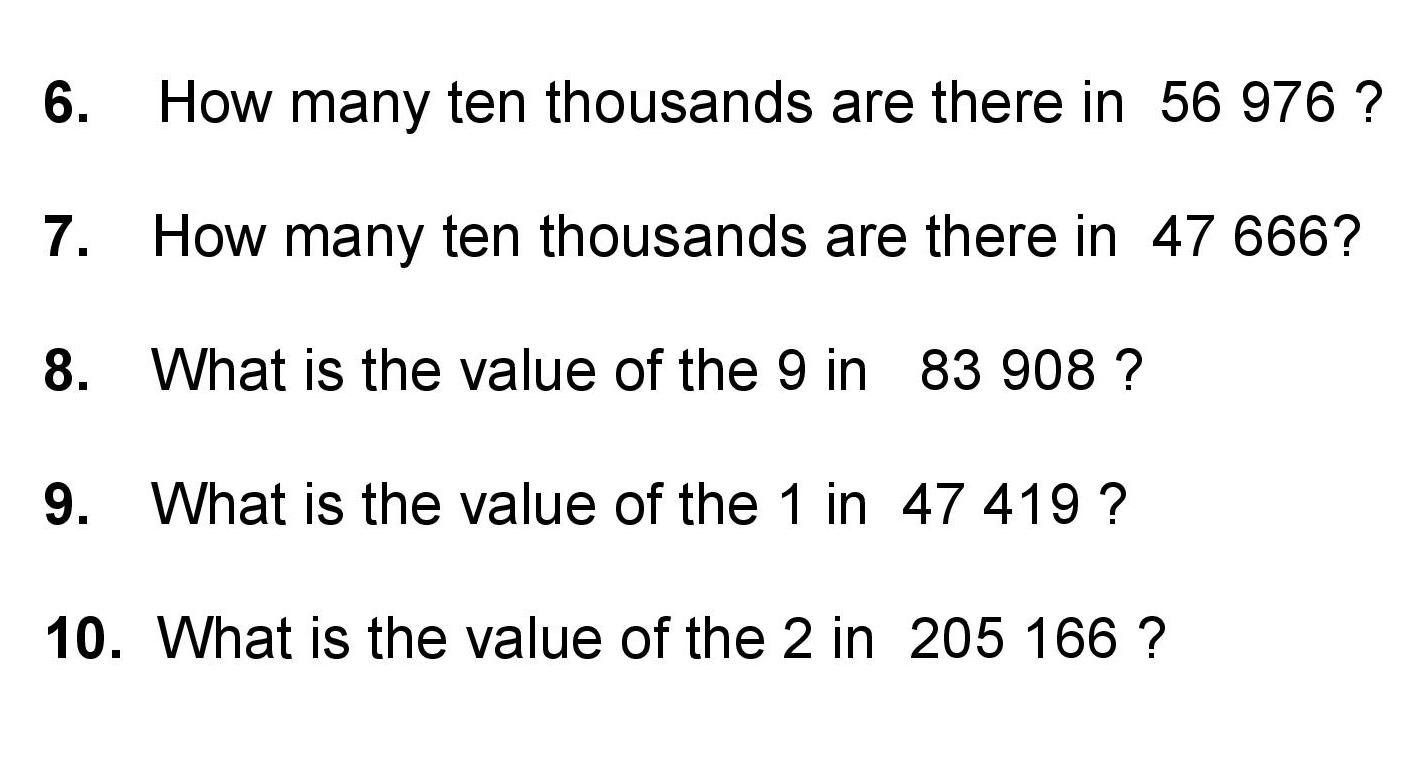 6. How many ten thousands are there in 56 976 ?
7. How many ten thousands are there in 47 666?
8. What is the value of the 9 in 83 908 ?
9. What is the value of the 1 in 47 419 ?
10. What is the value of the 2 in 205 166 ?